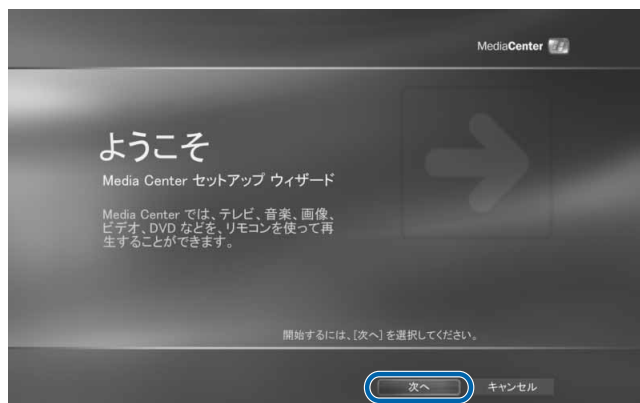 MediaCenter
ようこそ
Media Center セットアップ ウィザード
Media Center では、テレビ、音楽、画像、
ビデオ、DVD などを、リモコンを使って再
生することができます。
開始するには、[次へ] を選択してください。
次へ キャンセル